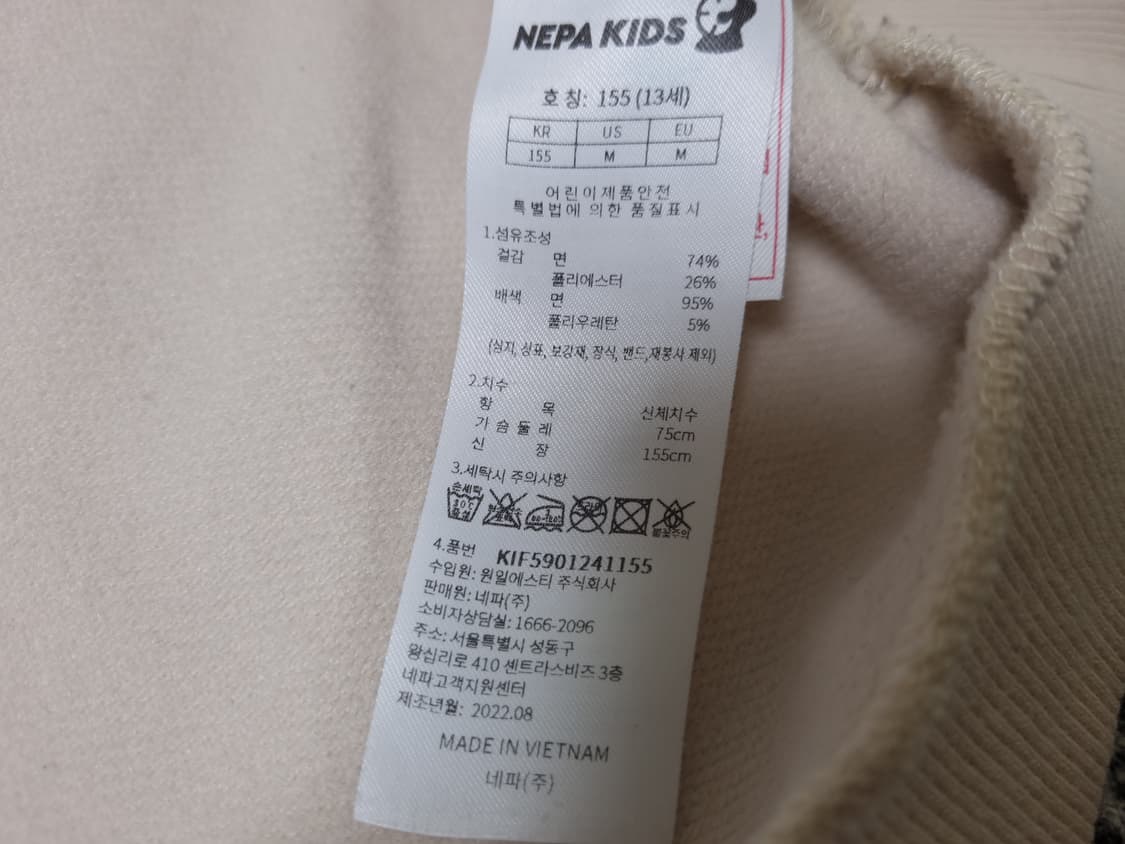 NEPA KIDS
호 칭: 155 (13세)
KR US EU
155 M M
어린이제품안전
특별법에 의한 품질표시
1.섬유조성
겉감 면 74%
폴리에스터 26%
배색 면 95%
폴리우레탄 5%
(심지, 상표, 보강재, 장식, 밴드,재봉사 제외)
2.치수
항 목 신체치수
가 슴 둘 레 75cm
신 장 155cm
3.세탁시 주의사항
손세탁
30℃
중성
드라이
불꽃주의
4.품번 KIF5901241155
수입원: 원일에스티 주식회사
판매원: 네파(주)
소비자상담실: 1666-2096
주소: 서울특별시 성동구
왕십리로 410 센트라스비즈 3층
네파고객지원센터
제조년월: 2022.08
MADE IN VIETNAM
네파(주)